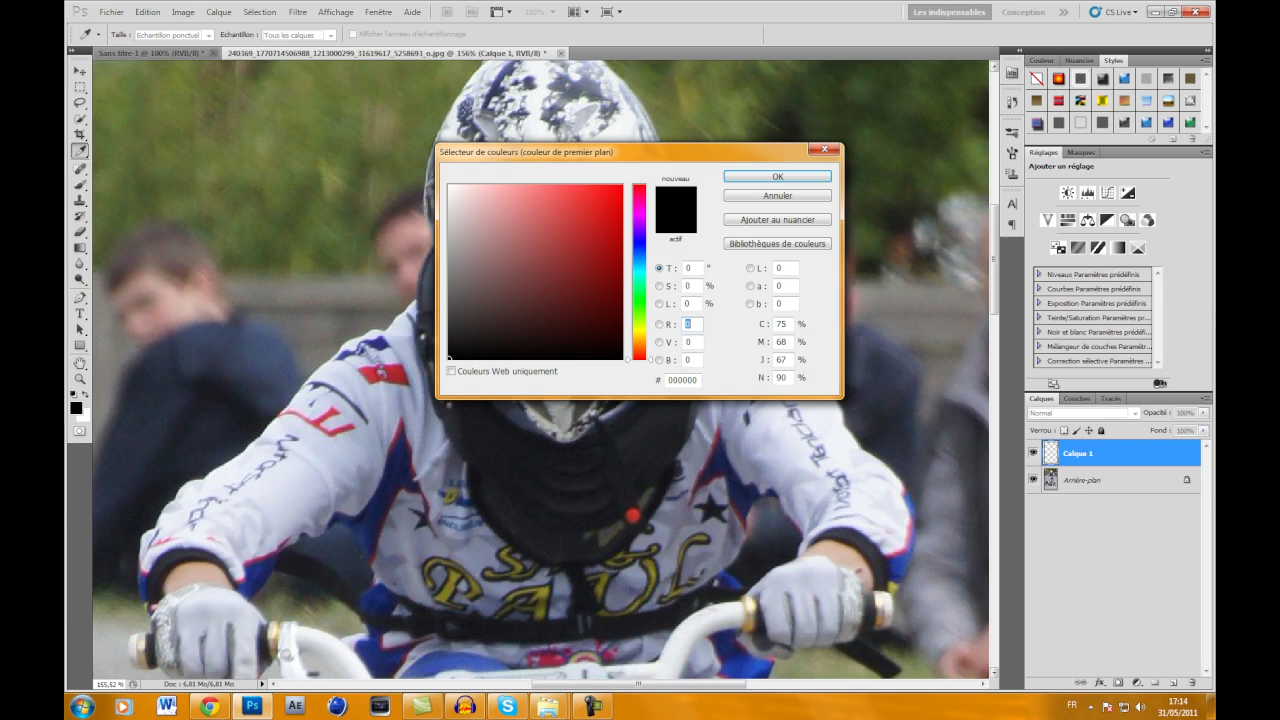 Ps Fichier Edition Image Calque Sélection Filtre Affichage Fenêtre Aide 100% Les indispensables Conception CS Live
Taille : Echantillon ponctuel Echantillon : Tous les calques Afficher l'anneau d'échantillonnage
Sans titre-1 @ 100% (RVB/8) * 240369_1770714506988_1213000299_31619617_5258693_o.jpg @ 156% (Calque 1, RVB/8) *
Sélecteur de couleurs (couleur de premier plan)
nouveau
actif
OK
Annuler
Ajouter au nuancier
Bibliothèques de couleurs
T : 0 ° L : 0
S : 0 % a : 0
L : 0 % b : 0
R : 0 C : 75 %
V : 0 M : 68 %
B : 0 J : 67 %
# 000000 N : 90 %
Couleurs Web uniquement
Couleur Nuancier Styles
Réglages Masques
Ajouter un réglage
Niveaux Paramètres prédéfinis
Courbes Paramètres prédéfinis
Exposition Paramètres prédéfinis
Teinte/Saturation Paramètres pr...
Noir et blanc Paramètres prédéfi...
Mélangeur de couches Paramètr...
Correction sélective Paramètres ...
Calques Couches Tracés
Normal Opacité : 100%
Verrou : Fond : 100%
Calque 1
Arrière-plan
PAUL
155,52 % Doc : 6,81 Mo/6,81 Mo
W Ps AE S FR 17:14
31/05/2011